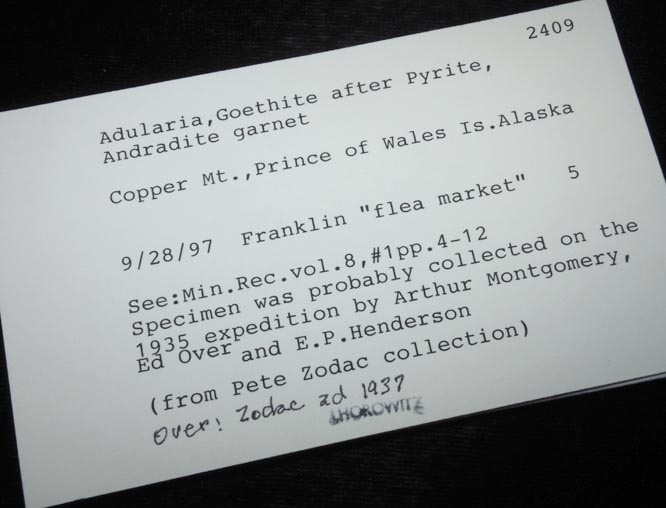 2409
Adularia,Goethite after Pyrite,
Andradite garnet
Copper Mt.,Prince of Wales Is.Alaska
9/28/97 Franklin "flea market" 5
See:Min.Rec.vol.8,#1pp.4-12
Specimen was probably collected on the
1935 expedition by Arthur Montgomery,
Ed Over and E.P.Henderson
(from Pete Zodac collection)
Over: Zodac ad 1937
J.HOROWITZ